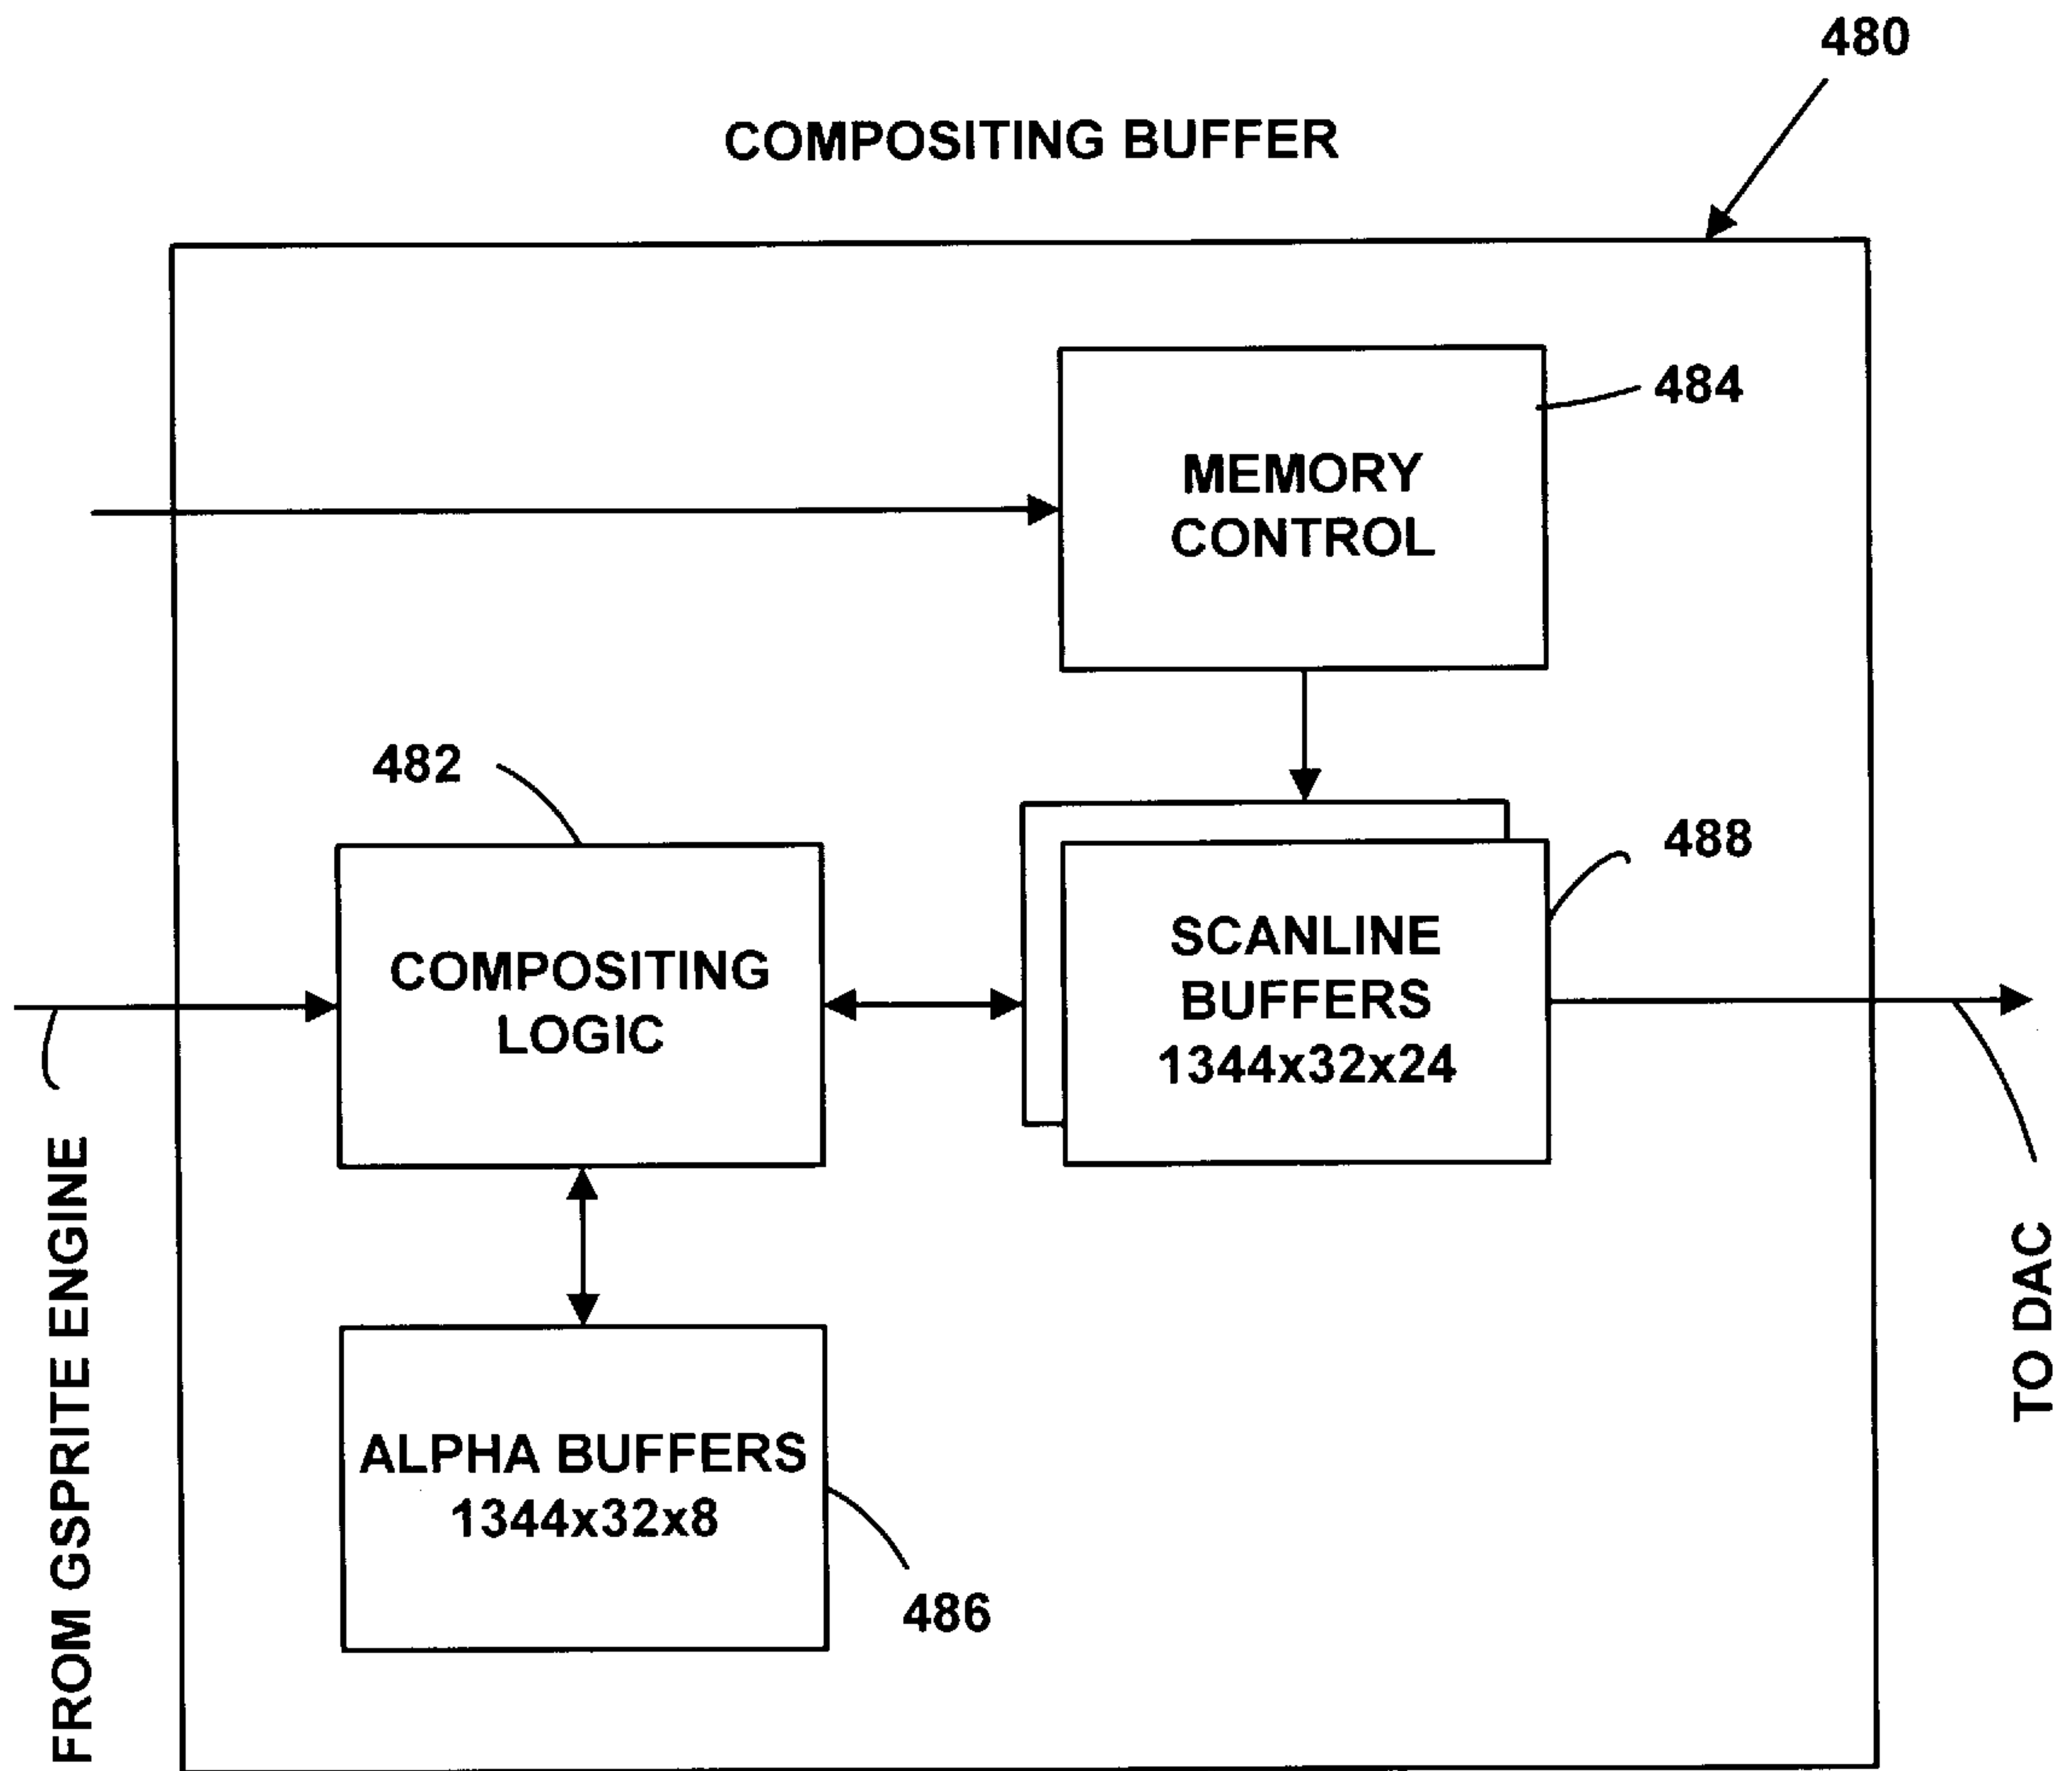 480
COMPOSITING BUFFER
484
MEMORY
CONTROL
482
488
COMPOSITING
LOGIC
SCANLINE
BUFFERS
1344x32x24
FROM GSPRITE ENGINE
TO DAC
ALPHA BUFFERS
1344x32x8
486